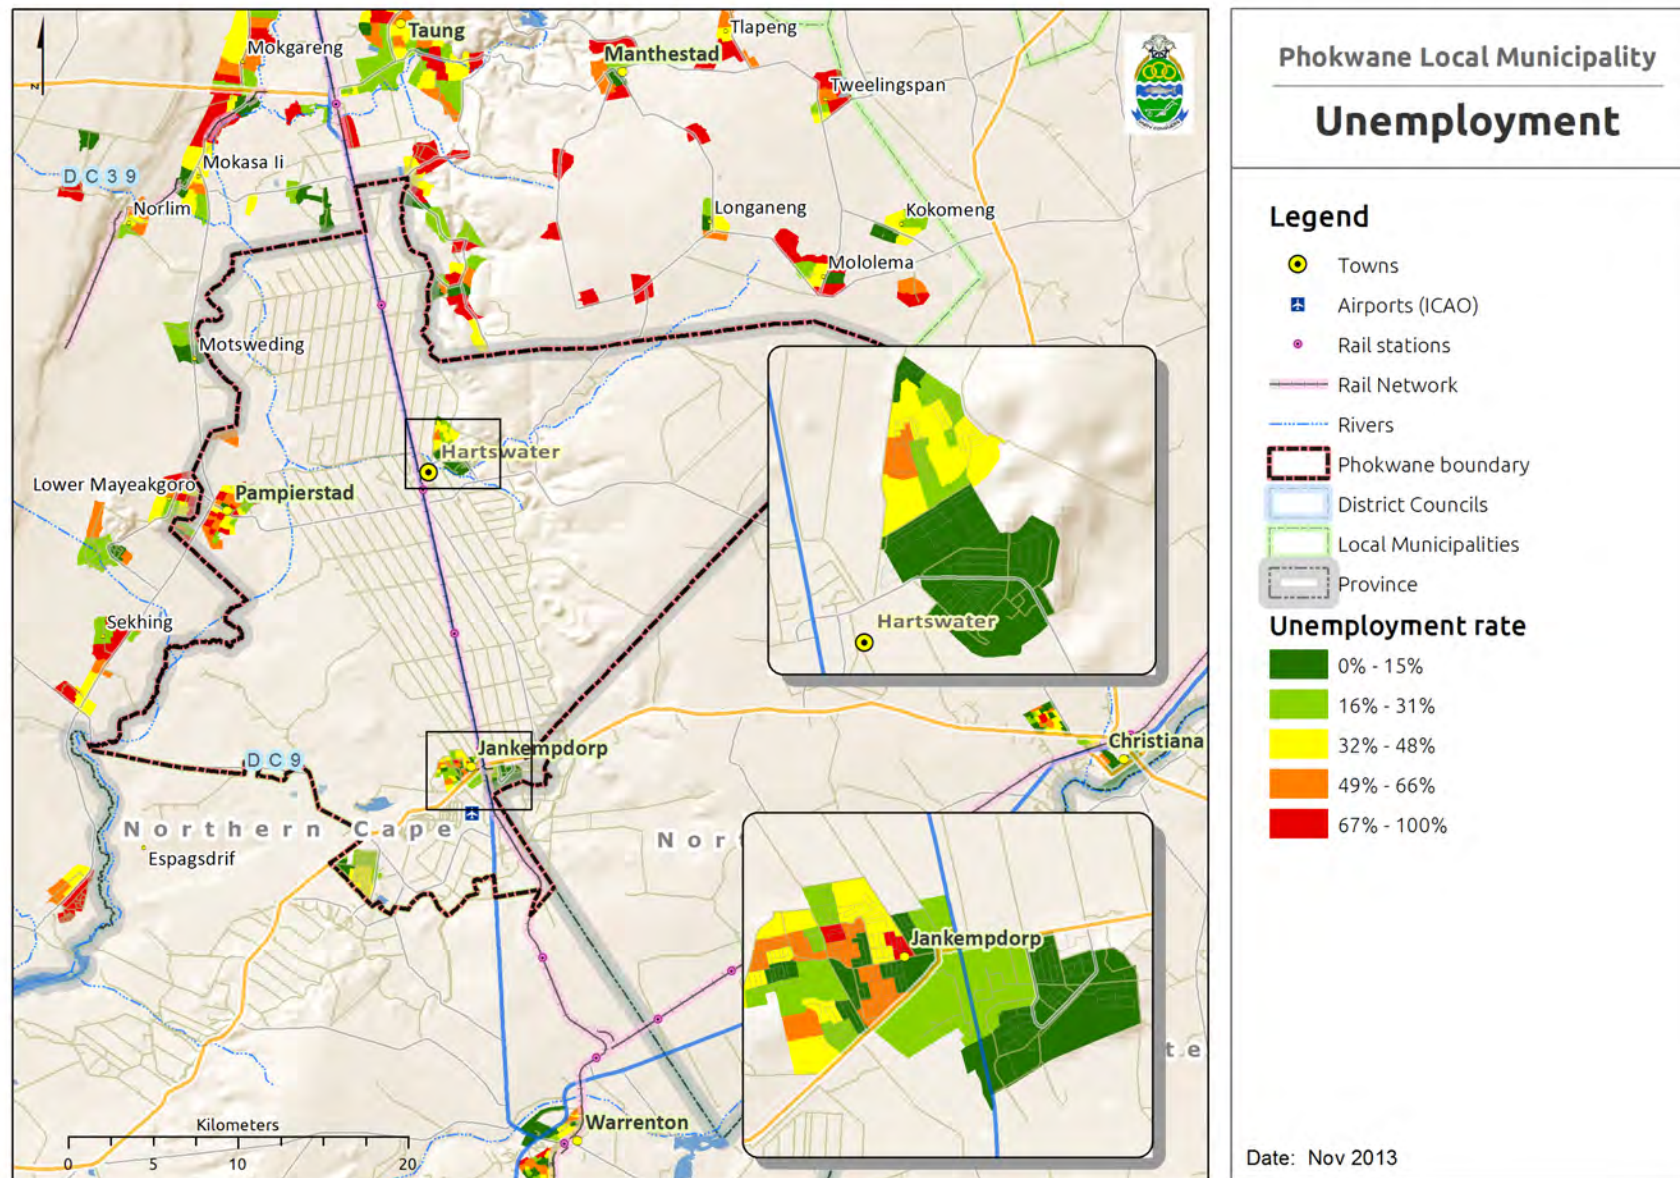 Taung
Tlapeng
Mokgareng
Manthestad
Tweelingspan
Mokasa Ii
DC39
Norlim
Longaneng
Kokomeng
Mololema
Motsweding
Hartswater
Lower Mayeakgoro
Pampierstad
Hartswater
Sekhing
Jankempdorp
Christiana
DC9
Northern Cape
Nort
Espagsdrif
Jankempdorp
te
Warrenton
Kilometers
0 5 10 20
N
Phokwane Local Municipality
Unemployment
Legend
Towns
Airports (ICAO)
Rail stations
Rail Network
Rivers
Phokwane boundary
District Councils
Local Municipalities
Province
Unemployment rate
0% - 15%
16% - 31%
32% - 48%
49% - 66%
67% - 100%
Date: Nov 2013